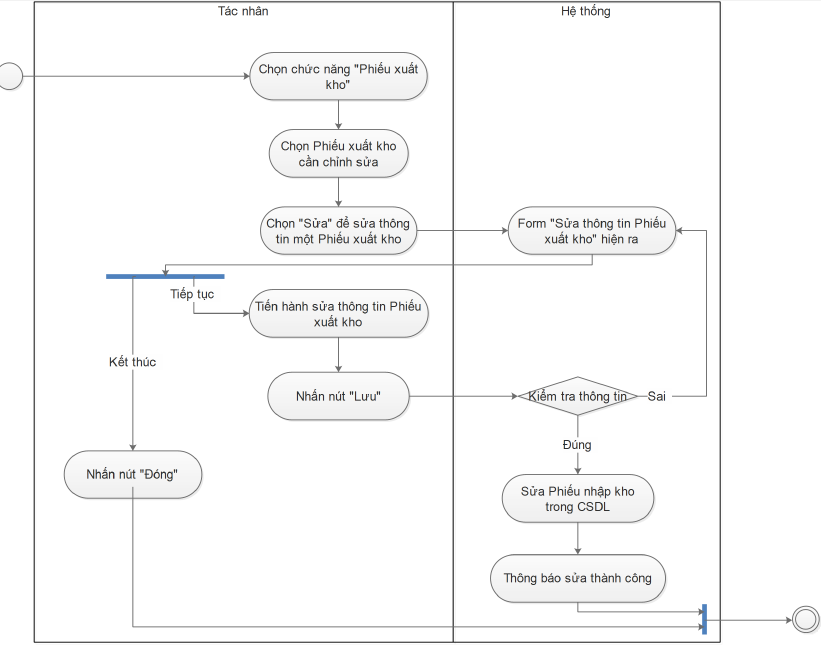 Tác nhân
Hệ thống
Chọn chức năng "Phiếu xuất
kho"
Chọn Phiếu xuất kho
cần chỉnh sửa
Chọn "Sửa" để sửa thông
tin một Phiếu xuất kho
Form "Sửa thông tin Phiếu
xuất kho" hiện ra
Tiếp tục
Tiến hành sửa thông tin Phiếu
xuất kho
Kết thúc
Nhấn nút "Lưu"
Kiểm tra thông tin
Sai
Đúng
Nhấn nút "Đóng"
Sửa Phiếu nhập kho
trong CSDL
Thông báo sửa thành công